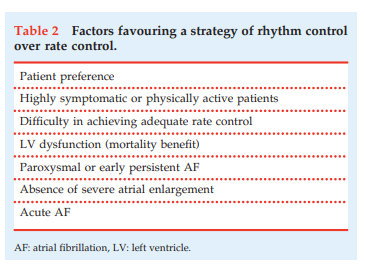 Table 2 Factors favouring a strategy of rhythm control
over rate control.
Patient preference
Highly symptomatic or physically active patients
Difficulty in achieving adequate rate control
LV dysfunction (mortality benefit)
Paroxysmal or early persistent AF
Absence of severe atrial enlargement
Acute AF
AF: atrial fibrillation, LV: left ventricle.